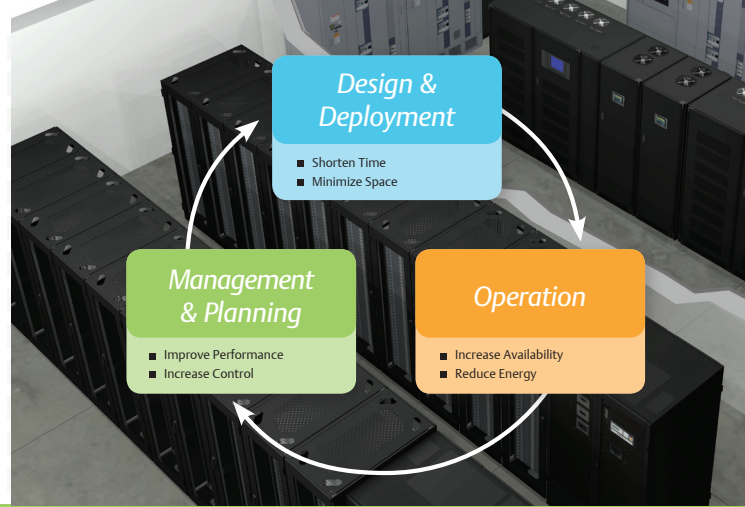 Design &
Deployment
■ Shorten Time
■ Minimize Space
Management
& Planning
■ Improve Performance
■ Increase Control
Operation
■ Increase Availability
■ Reduce Energy